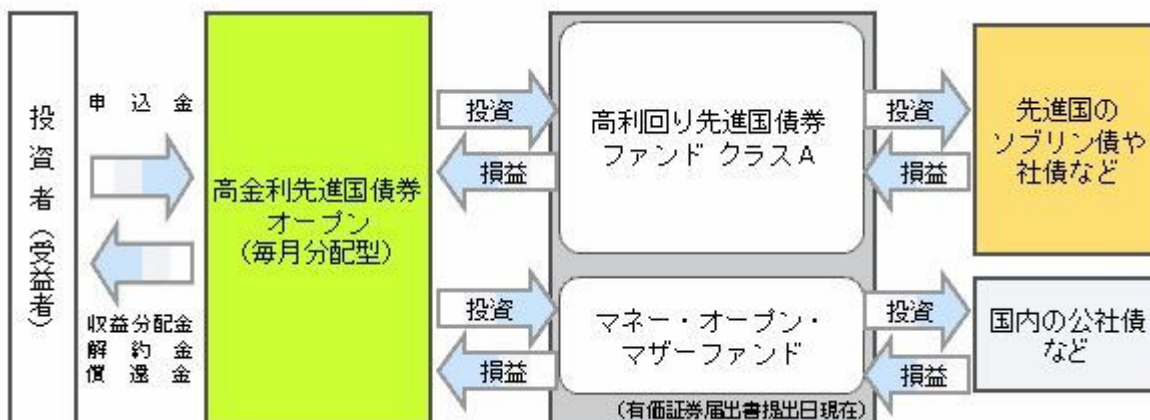 投資者(受益者)
申込金
収益分配金
解約金
償還金
高金利先進国債券
オープン
(毎月分配型)
投資
損益
投資
損益
高利回り先進国債券
ファンド クラスA
マネー・オープン・
マザーファンド
(有価証券届出書提出日現在)
投資
損益
投資
損益
先進国の
ソブリン債や
社債など
国内の公社債
など